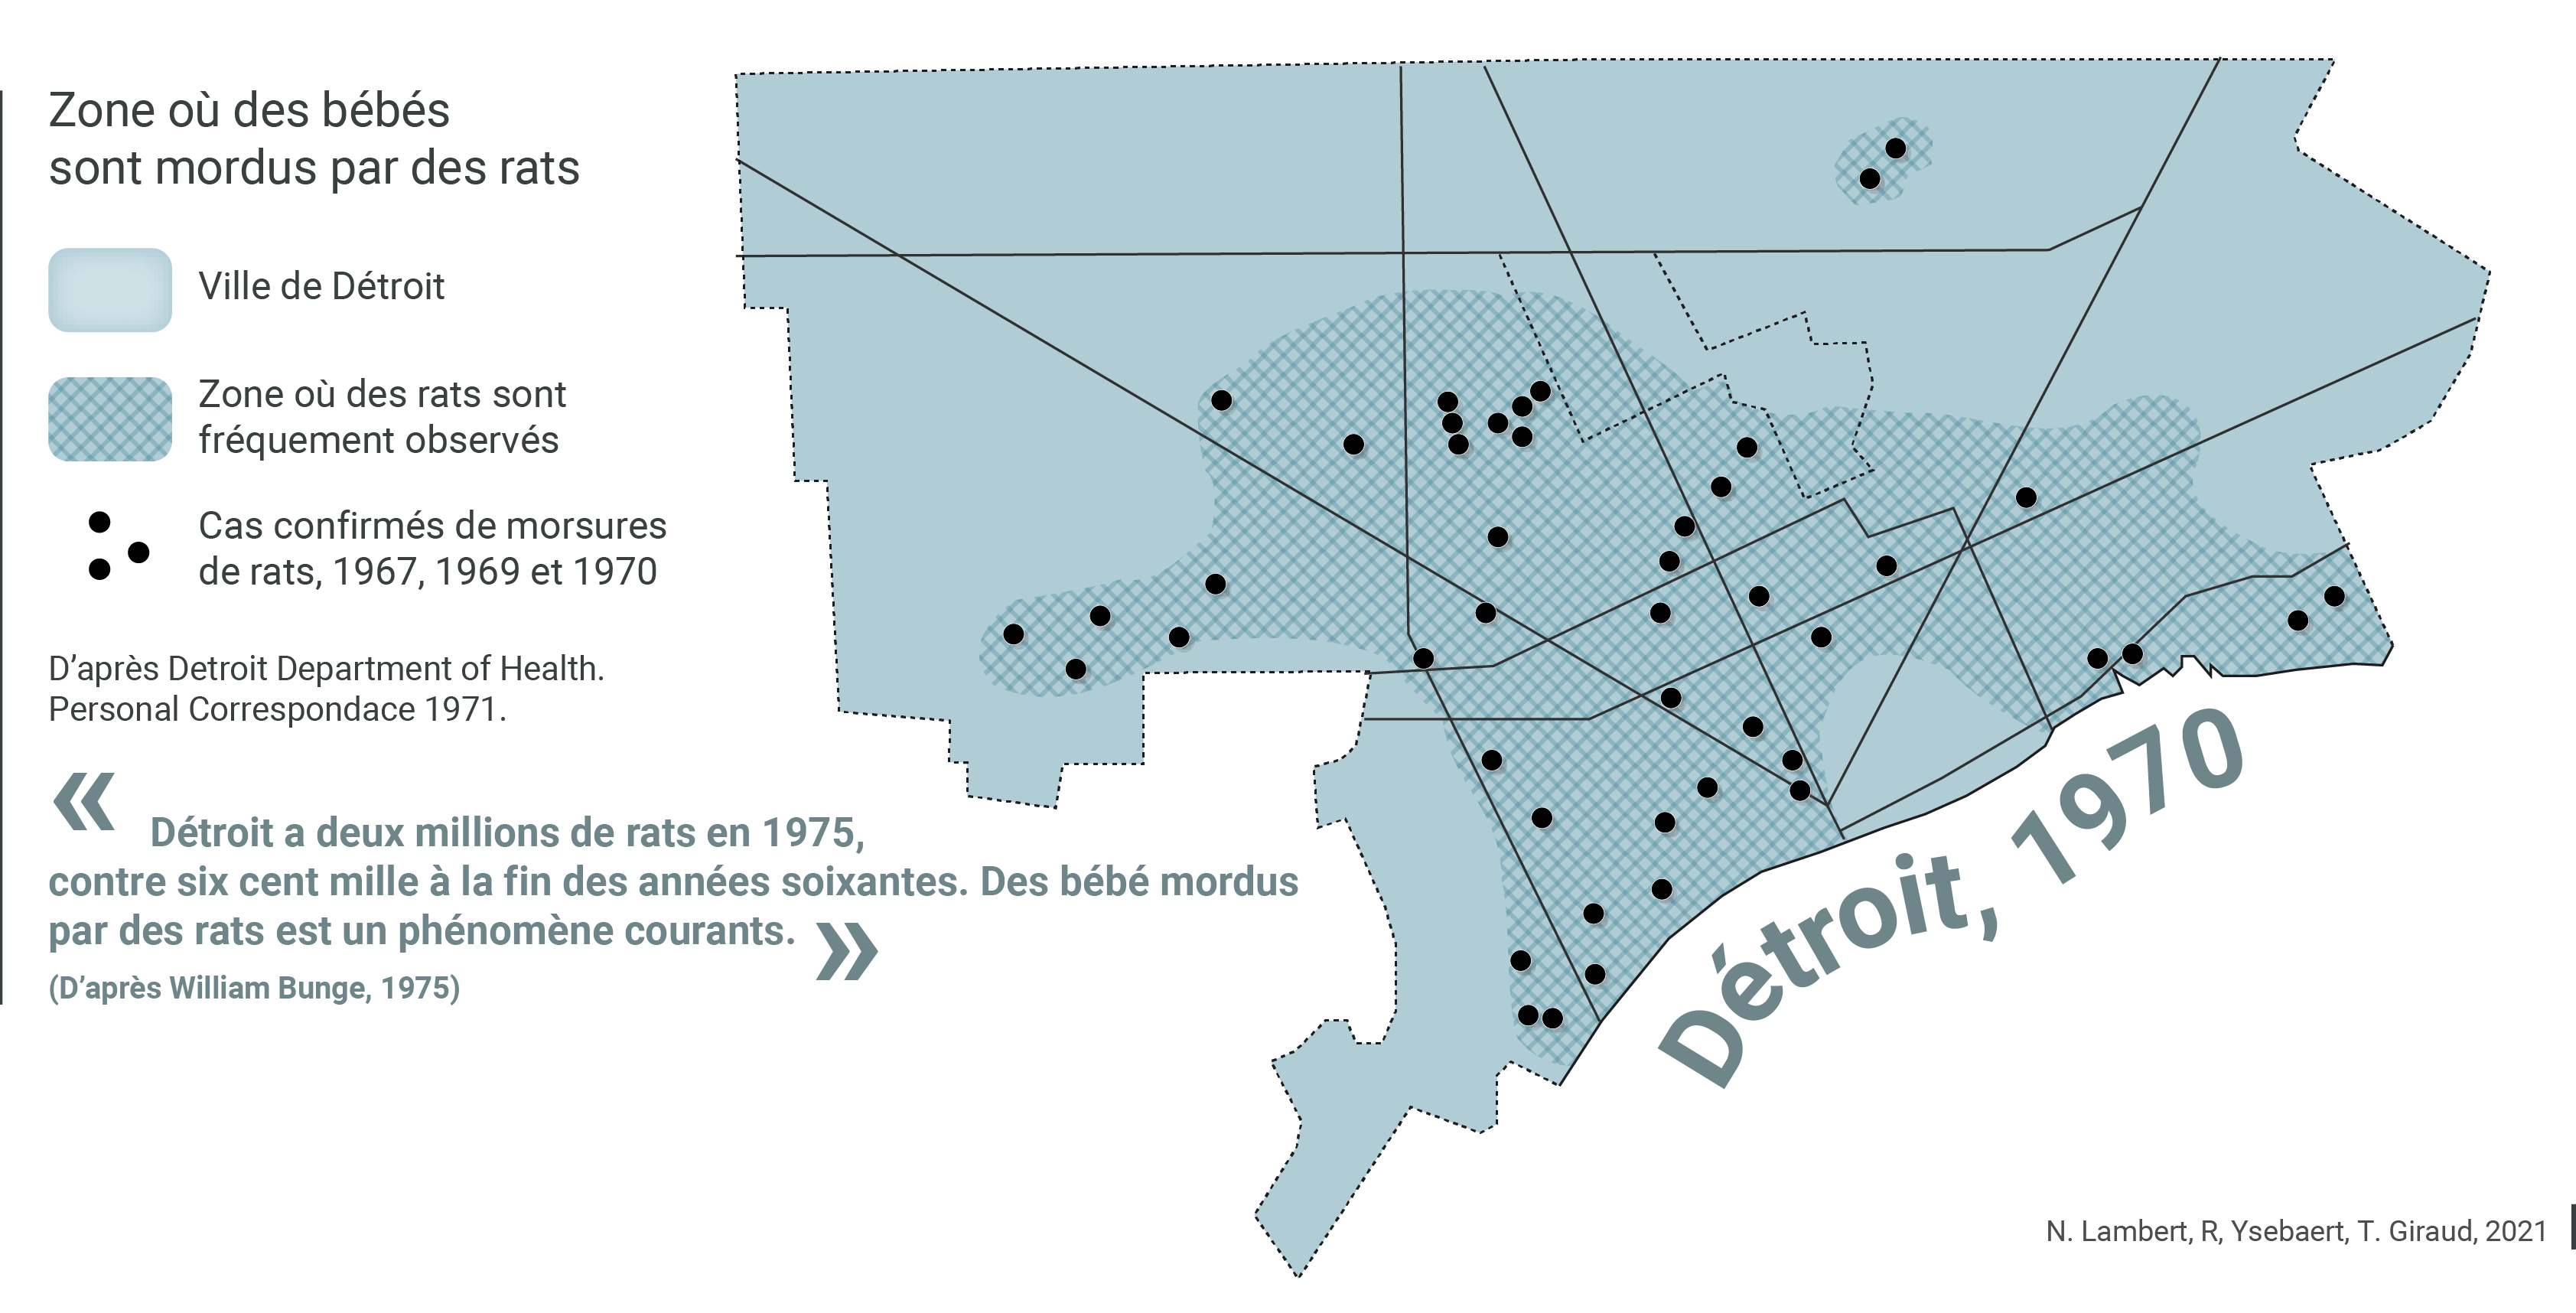 Zone où des bébés
sont mordus par des rats
Ville de Détroit
Zone où des rats sont
fréquement observés
Cas confirmés de morsures
de rats, 1967, 1969 et 1970
D’après Detroit Department of Health.
Personal Correspondace 1971.
« Détroit a deux millions de rats en 1975,
contre six cent mille à la fin des années soixantes. Des bébé mordus
par des rats est un phénomène courants. »
(D’après William Bunge, 1975)
Détroit, 1970
N. Lambert, R, Ysebaert, T. Giraud, 2021